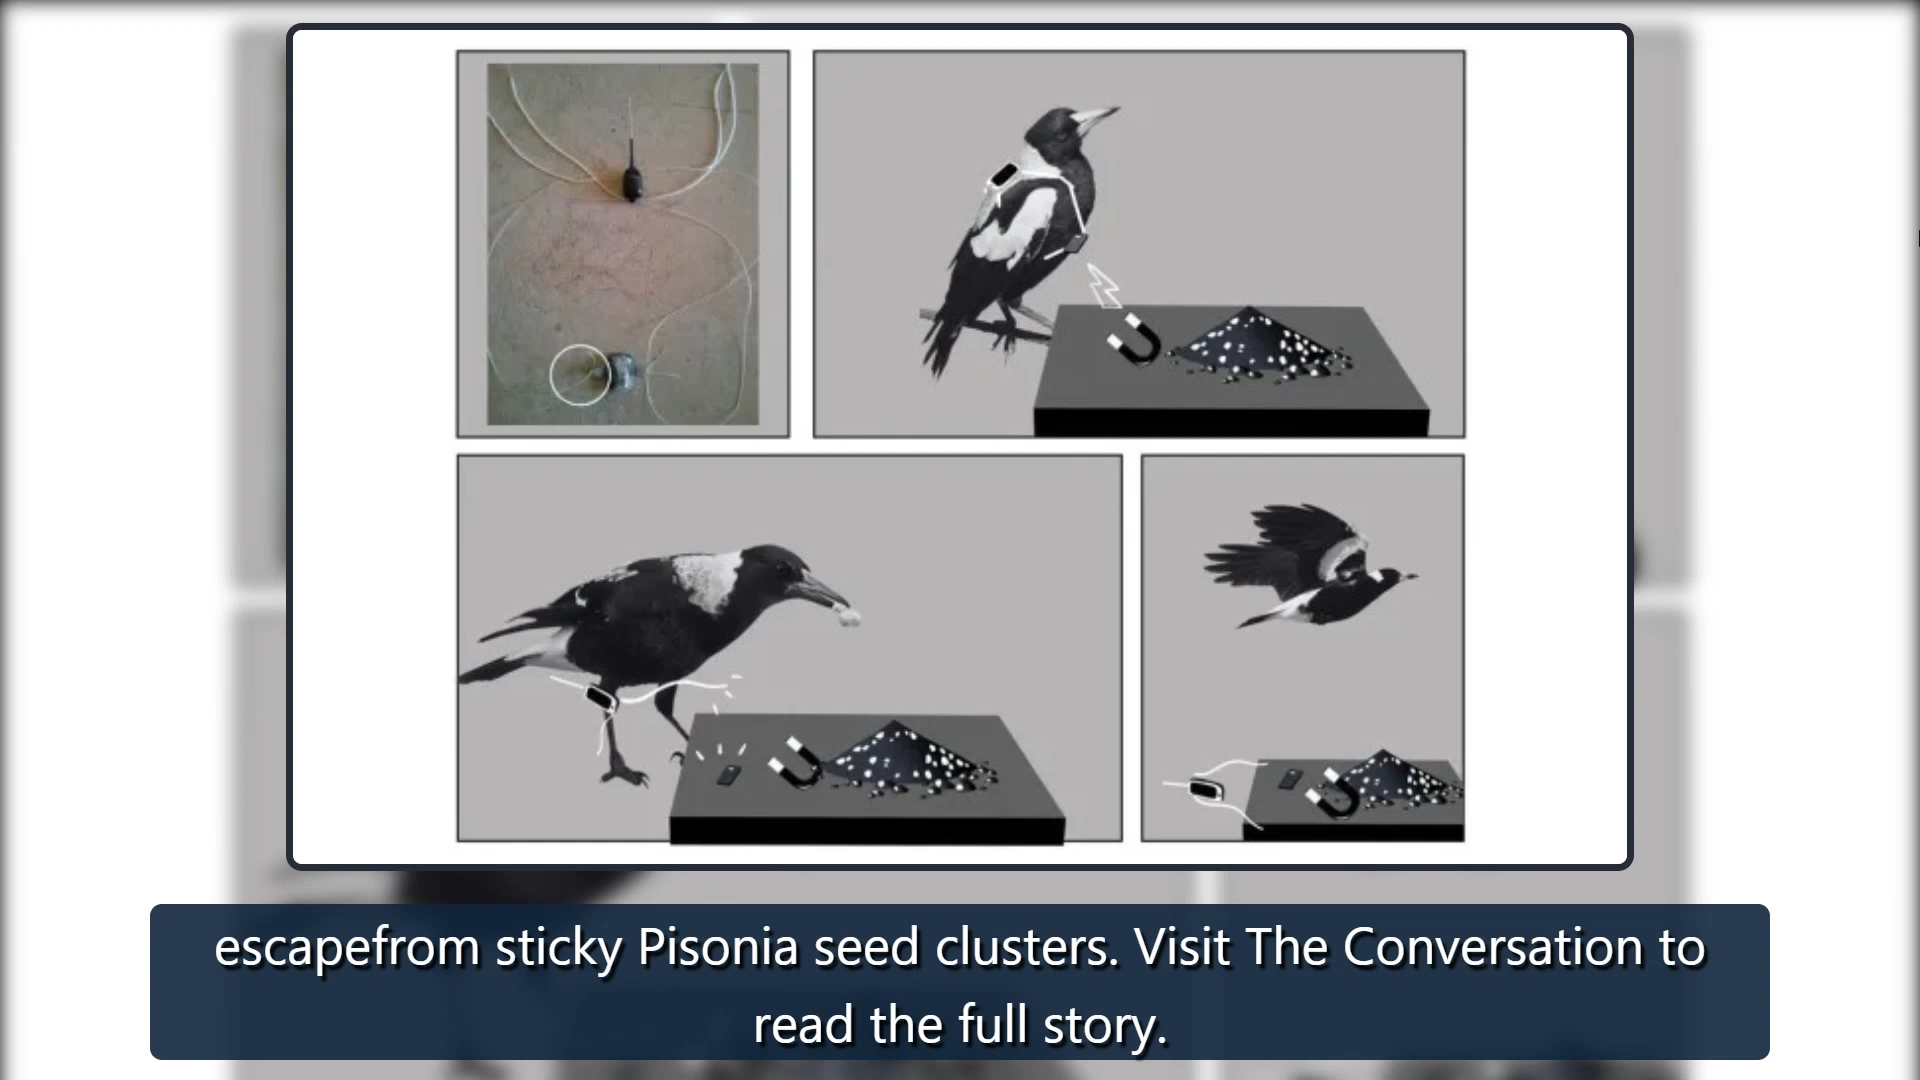 escapefrom sticky Pisonia seed clusters. Visit The Conversation to
read the full story.